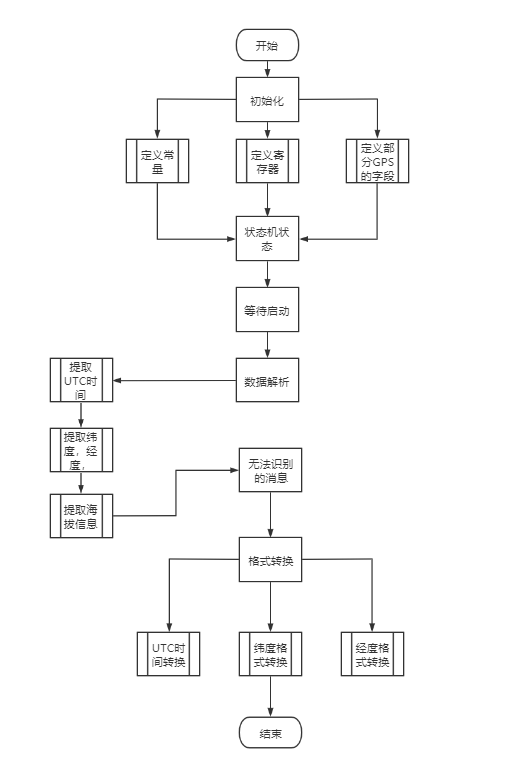 开始
初始化
定义常
量
定义寄
存器
定义部
分GPS
的字段
状态机状
态
等待启动
数据解析
提取
UTC时
间
提取纬
度，经
度，
提取海
拔信息
无法识别
的消息
格式转换
UTC时
间转换
纬度格
式转换
经度格
式转换
结束